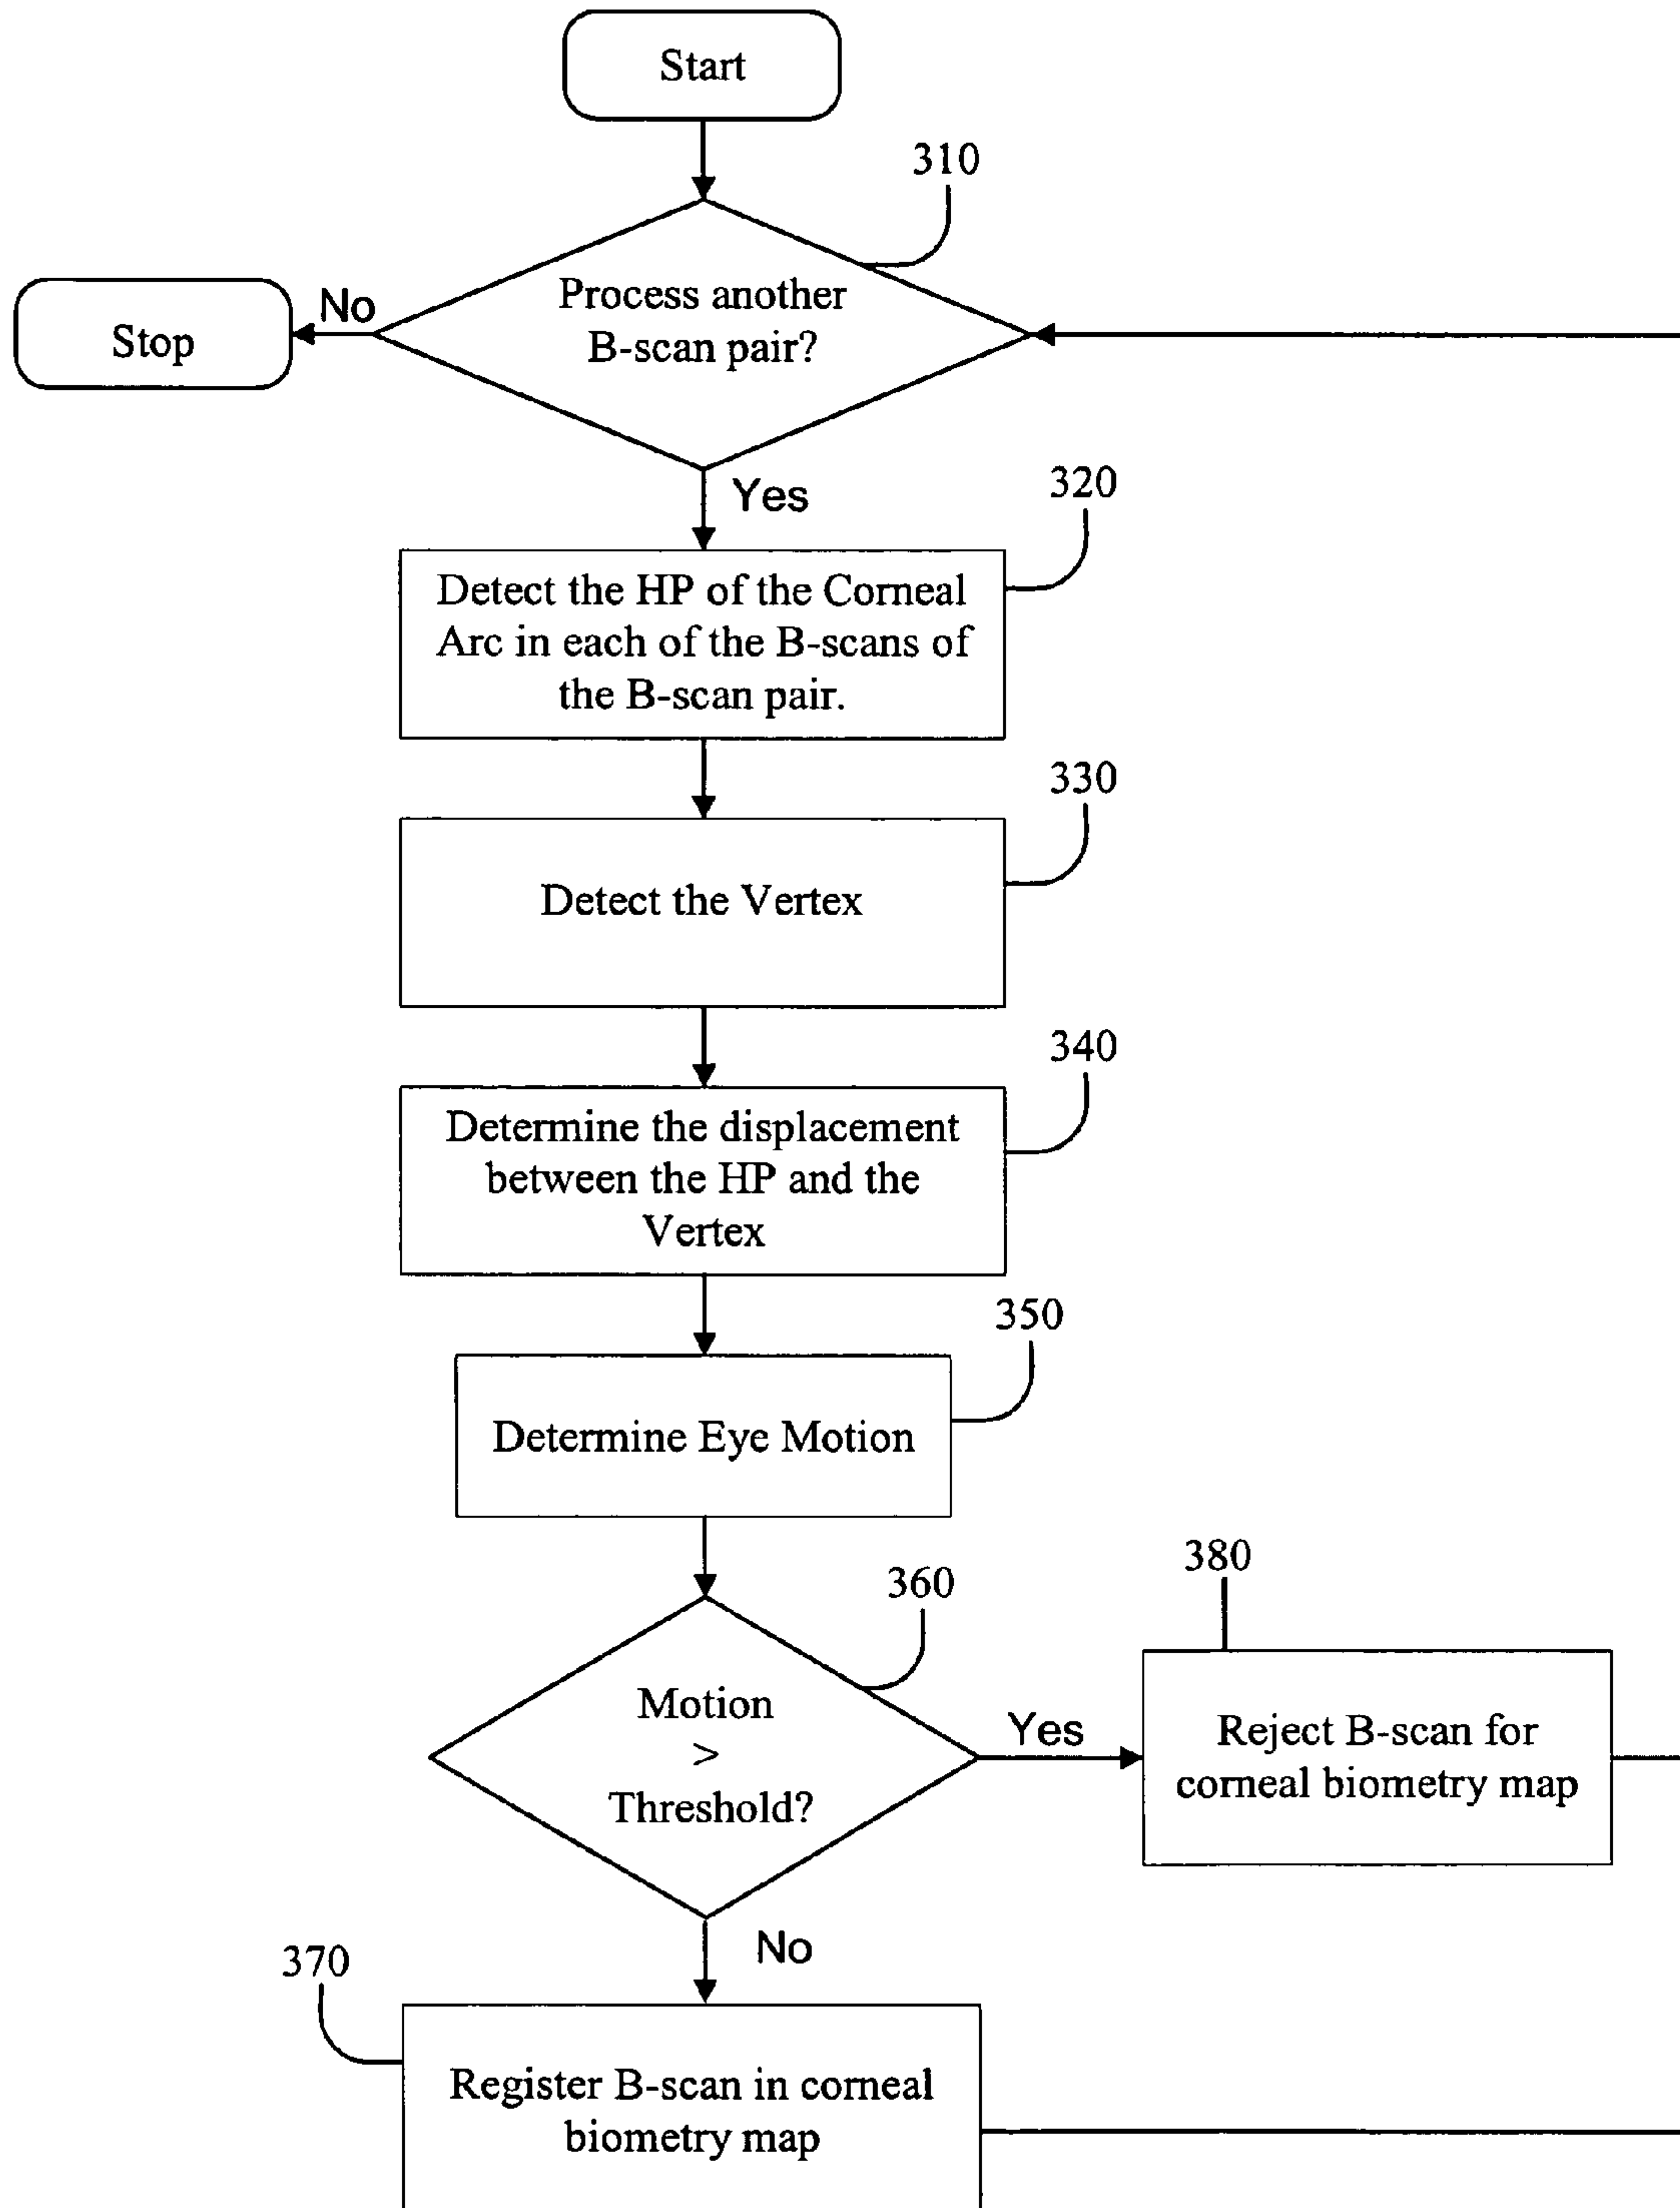 Start
310
Process another
B-scan pair?
No
Stop
Yes
320
Detect the HP of the Corneal
Arc in each of the B-scans of
the B-scan pair.
330
Detect the Vertex
340
Determine the displacement
between the HP and the
Vertex
350
Determine Eye Motion
360
Motion
>
Threshold?
Yes
380
Reject B-scan for
corneal biometry map
No
370
Register B-scan in corneal
biometry map